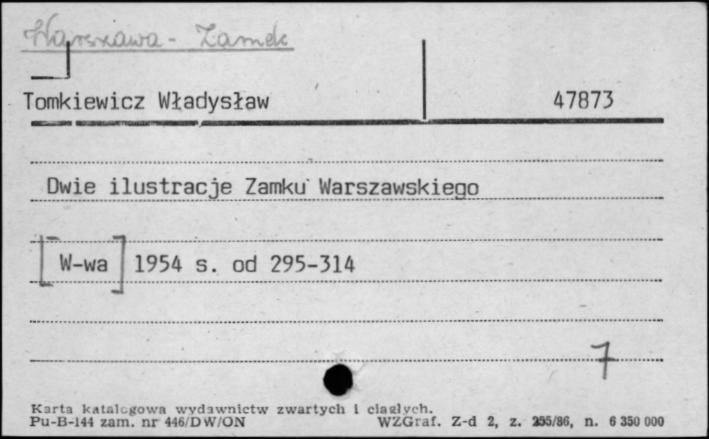 Warszawa - Zamek
Tomkiewicz Władysław 47873
Dwie ilustracje Zamku Warszawskiego
[W-wa] 1954 s. od 295-314
7
Karta katalogowa wydawnictw zwartych i ciągłych.
Pu-B-144 zam. nr 446/DW/ON WZGraf. Z-d 2, z. 255/86, n. 6 350 000